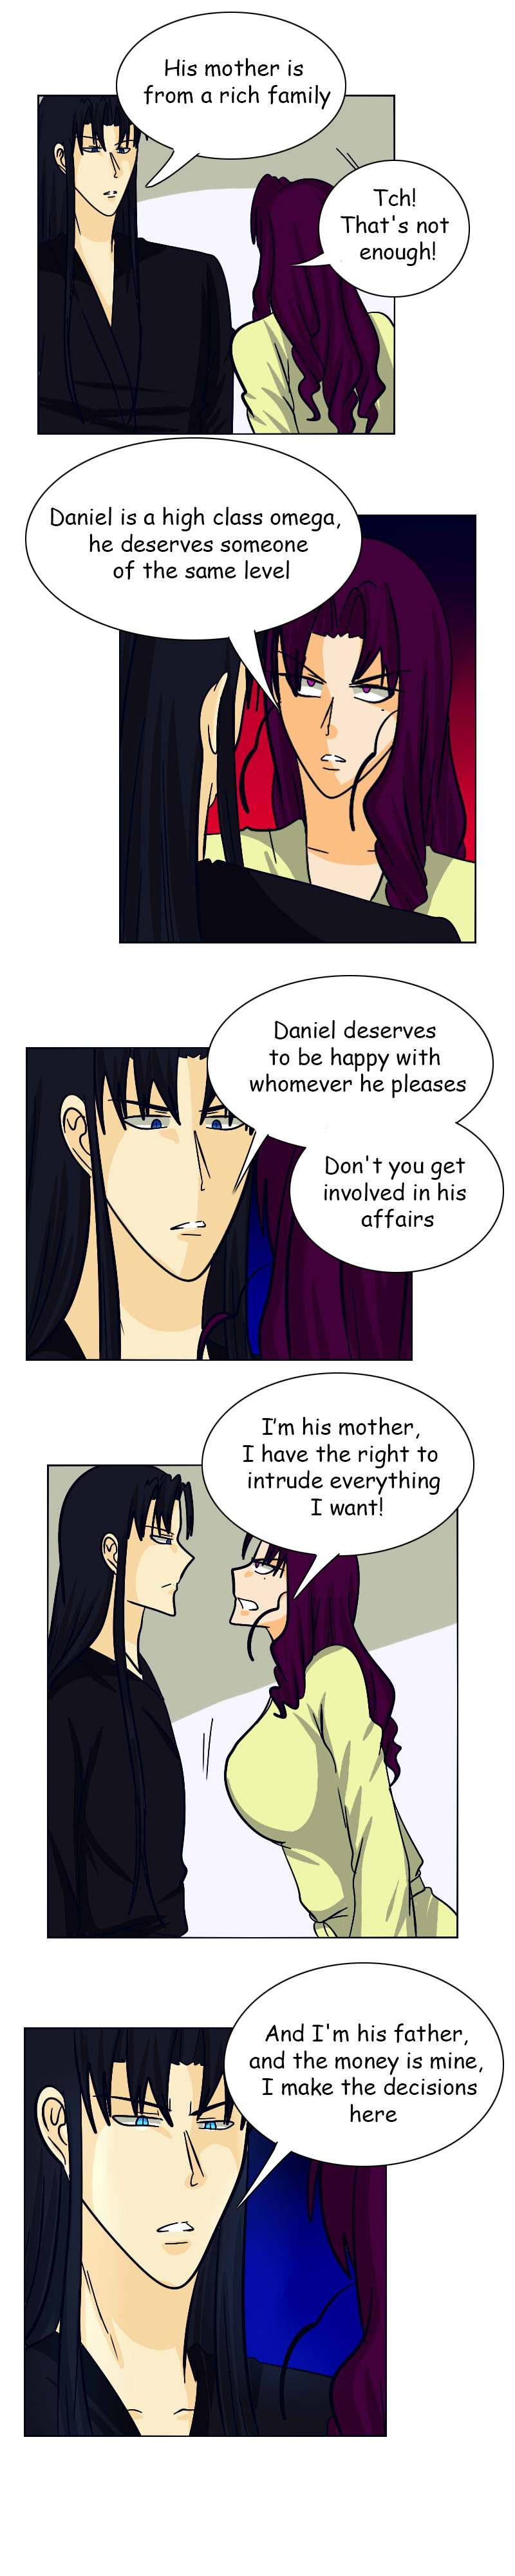 His mother is
from a rich family
Tch!
That's not
enough!
Daniel is a high class omega,
he deserves someone
of the same level
Daniel deserves
to be happy with
whomever he pleases
Don't you get
involved in his
affairs
I'm his mother,
I have the right to
intrude everything
I want!
And I'm his father,
and the money is mine,
I make the decisions
here